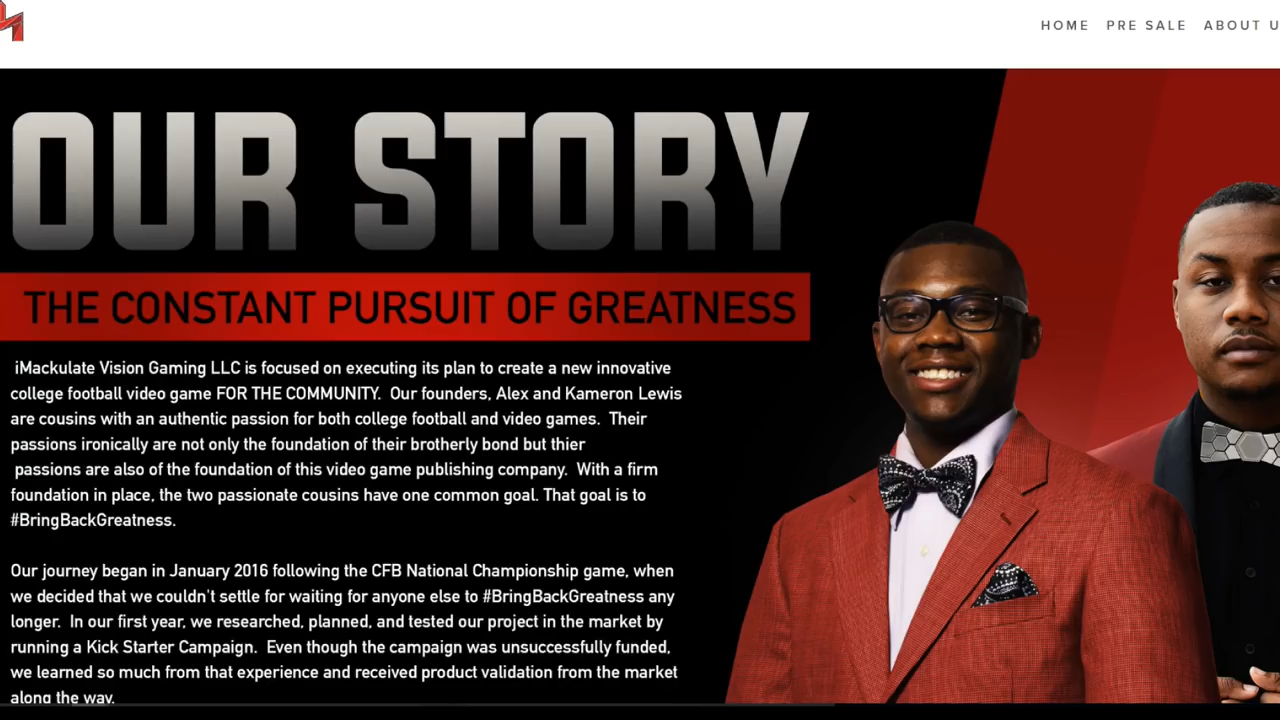 HOME PRE SALE ABOUT U
OUR STORY
THE CONSTANT PURSUIT OF GREATNESS
iMackulate Vision Gaming LLC is focused on executing its plan to create a new innovative
college football video game FOR THE COMMUNITY. Our founders, Alex and Kameron Lewis
are cousins with an authentic passion for both college football and video games. Their
passions ironically are not only the foundation of their brotherly bond but thier
passions are also of the foundation of this video game publishing company. With a firm
foundation in place, the two passionate cousins have one common goal. That goal is to
#BringBackGreatness.
Our journey began in January 2016 following the CFB National Championship game, when
we decided that we couldn't settle for waiting for anyone else to #BringBackGreatness any
longer. In our first year, we researched, planned, and tested our project in the market by
running a Kick Starter Campaign. Even though the campaign was unsuccessfully funded,
we learned so much from that experience and received product validation from the market
along the way.